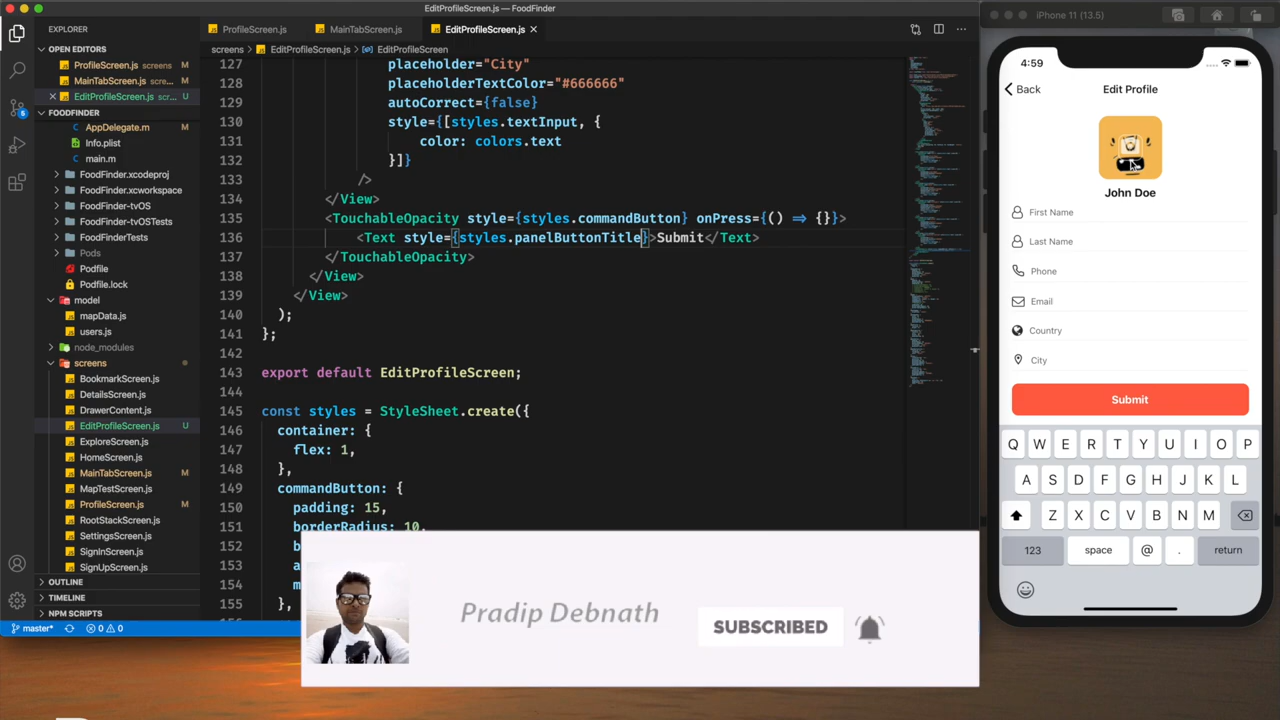 EditProfileScreen.js — FoodFinder
EXPLORER
OPEN EDITORS
ProfileScreen.js screens M
MainTabScreen.js scre... M
EditProfileScreen.js scr... U
FOODFINDER
AppDelegate.m M
Info.plist
main.m
FoodFinder.xcodeproj
FoodFinder.xcworkspace
FoodFinder-tvOS
FoodFinder-tvOSTests
FoodFinderTests
Pods
Podfile
Podfile.lock
model
mapData.js
users.js
node_modules
screens
BookmarkScreen.js
DetailsScreen.js
DrawerContent.js
EditProfileScreen.js U
ExploreScreen.js
HomeScreen.js
MainTabScreen.js M
MapTestScreen.js
ProfileScreen.js M
RootStackScreen.js
SettingsScreen.js
SignInScreen.js
SignUpScreen.js
OUTLINE
TIMELINE
NPM SCRIPTS
master* 0 0
5
ProfileScreen.js MainTabScreen.js EditProfileScreen.js
screens > EditProfileScreen.js > EditProfileScreen
127 placeholder="City"
128 placeholderTextColor="#666666"
129 autoCorrect={false}
130 style={[styles.textInput, {
131 color: colors.text
132 }]}
133 />
134 </View>
135 <TouchableOpacity style={styles.commandButton} onPress={() => {}}>
136 <Text style={styles.panelButtonTitle}>Submit</Text>
137 </TouchableOpacity>
138 </View>
139 </View>
140 );
141 };
142
143 export default EditProfileScreen;
144
145 const styles = StyleSheet.create({
146 container: {
147 flex: 1,
148 },
149 commandButton: {
150 padding: 15,
151 borderRadius: 10,
152 b
153 a
154 m
155 },
Pradip Debnath
SUBSCRIBED
iPhone 11 (13.5)
4:59
Back Edit Profile
John Doe
First Name
Last Name
Phone
Email
Country
City
Submit
Q W E R T Y U I O P
A S D F G H J K L
Z X C V B N M
123 space @ . return